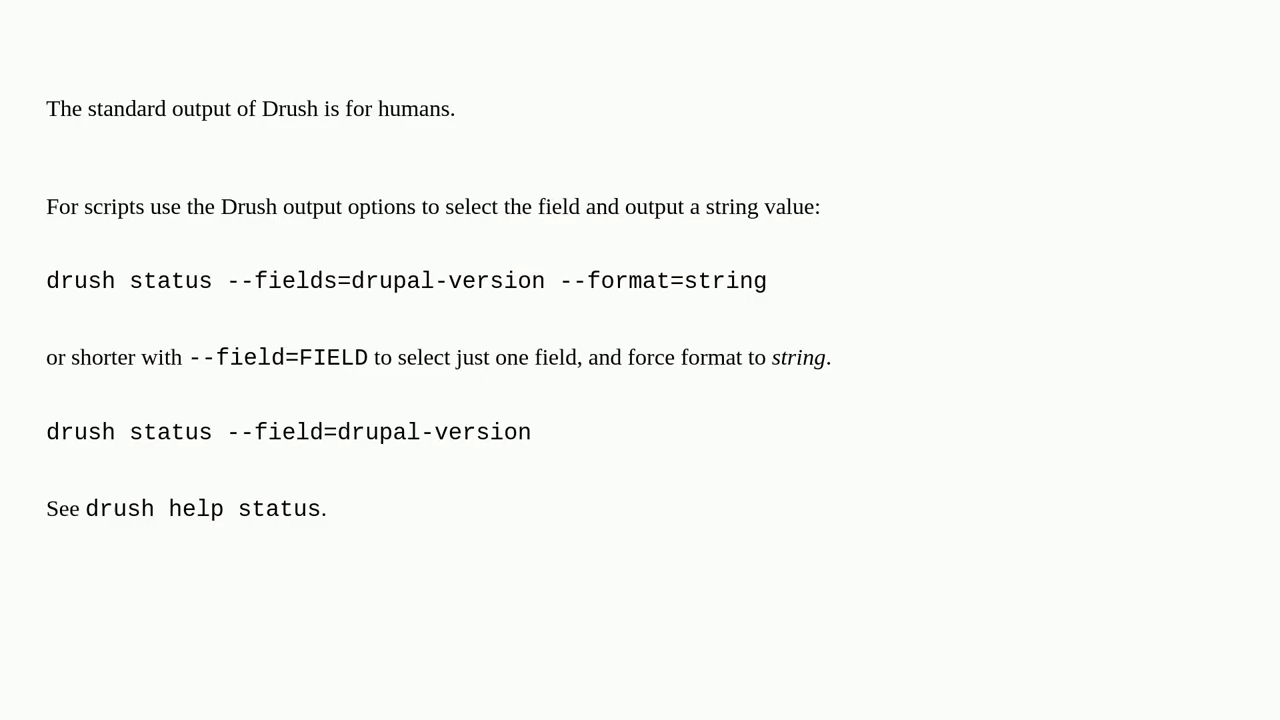 The standard output of Drush is for humans.
For scripts use the Drush output options to select the field and output a string value:
drush status --fields=drupal-version --format=string
or shorter with --field=FIELD to select just one field, and force format to string.
drush status --field=drupal-version
See drush help status.